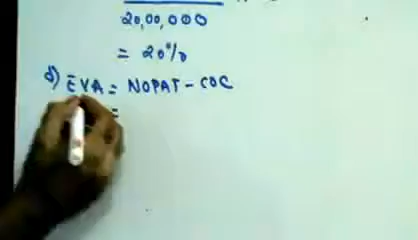 20,00,000
= 20%
d) EVA = NOPAT - COC
=